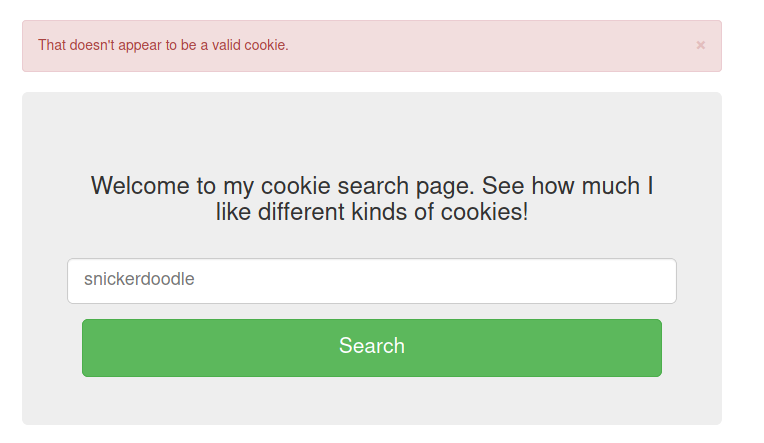 That doesn't appear to be a valid cookie.
×
Welcome to my cookie search page. See how much I
like different kinds of cookies!
snickerdoodle
Search